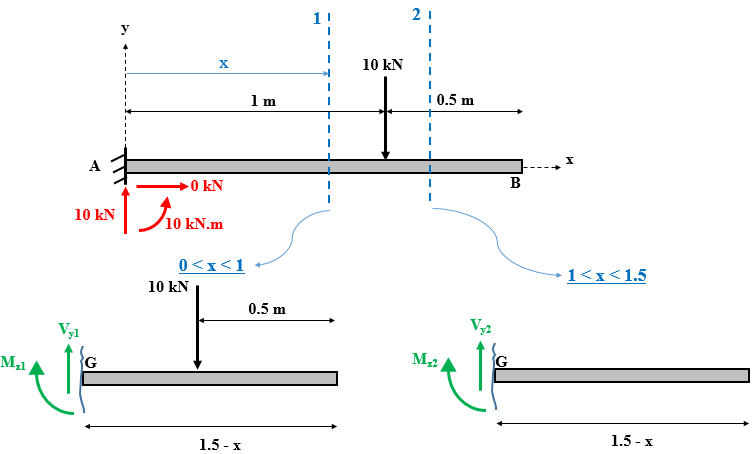 1
2
y
x
10 kN
1 m
0.5 m
A
x
B
0 kN
10 kN
10 kN.m
0 < x < 1
1 < x < 1.5
10 kN
0.5 m
Vy1
Mz1
G
1.5 - x
Vy2
Mz2
G
1.5 - x